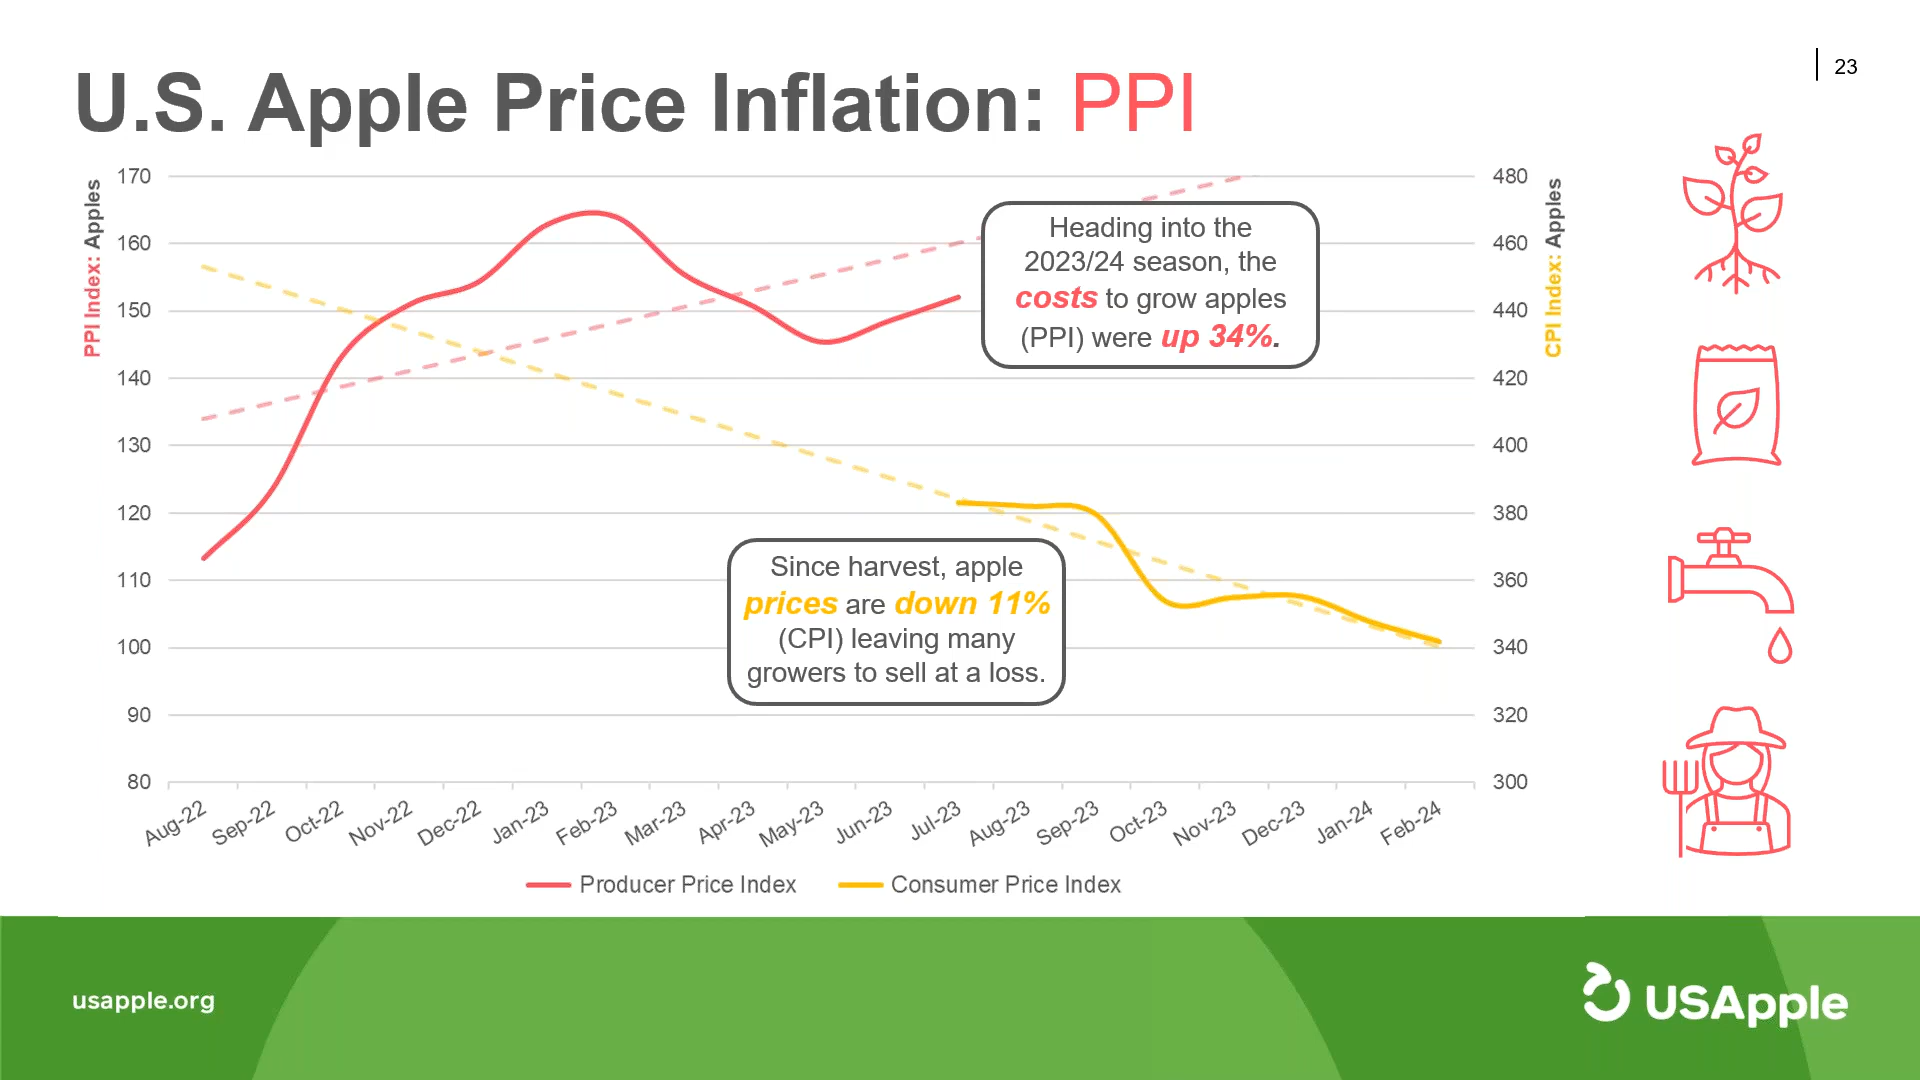 23
U.S. Apple Price Inflation: PPI
PPI Index: Apples
170
160
150
140
130
120
110
100
90
80
Heading into the
2023/24 season, the
costs to grow apples
(PPI) were up 34%.
Since harvest, apple
prices are down 11%
(CPI) leaving many
growers to sell at a loss.
480
460
440
420
400
380
360
340
320
300
CPI Index: Apples
Aug-22 Sep-22 Oct-22 Nov-22 Dec-22 Jan-23 Feb-23 Mar-23 Apr-23 May-23 Jun-23 Jul-23 Aug-23 Sep-23 Oct-23 Nov-23 Dec-23 Jan-24 Feb-24
Producer Price Index Consumer Price Index
usapple.org
USApple